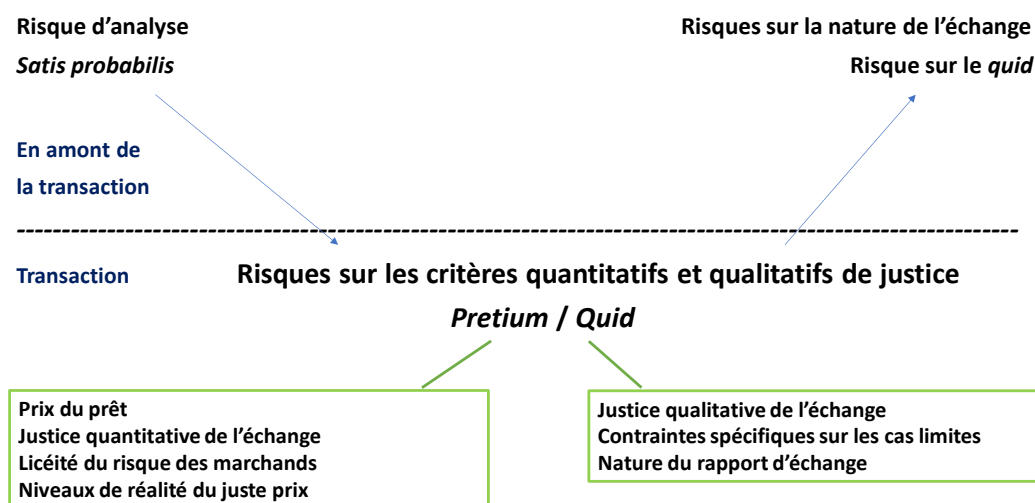 Risque d’analyse
Satis probabilis
Risques sur la nature de l’échange
Risque sur le quid
En amont de
la transaction
Transaction
Risques sur les critères quantitatifs et qualitatifs de justice
Pretium / Quid
Prix du prêt
Justice quantitative de l’échange
Licéité du risque des marchands
Niveaux de réalité du juste prix
Justice qualitative de l’échange
Contraintes spécifiques sur les cas limites
Nature du rapport d’échange